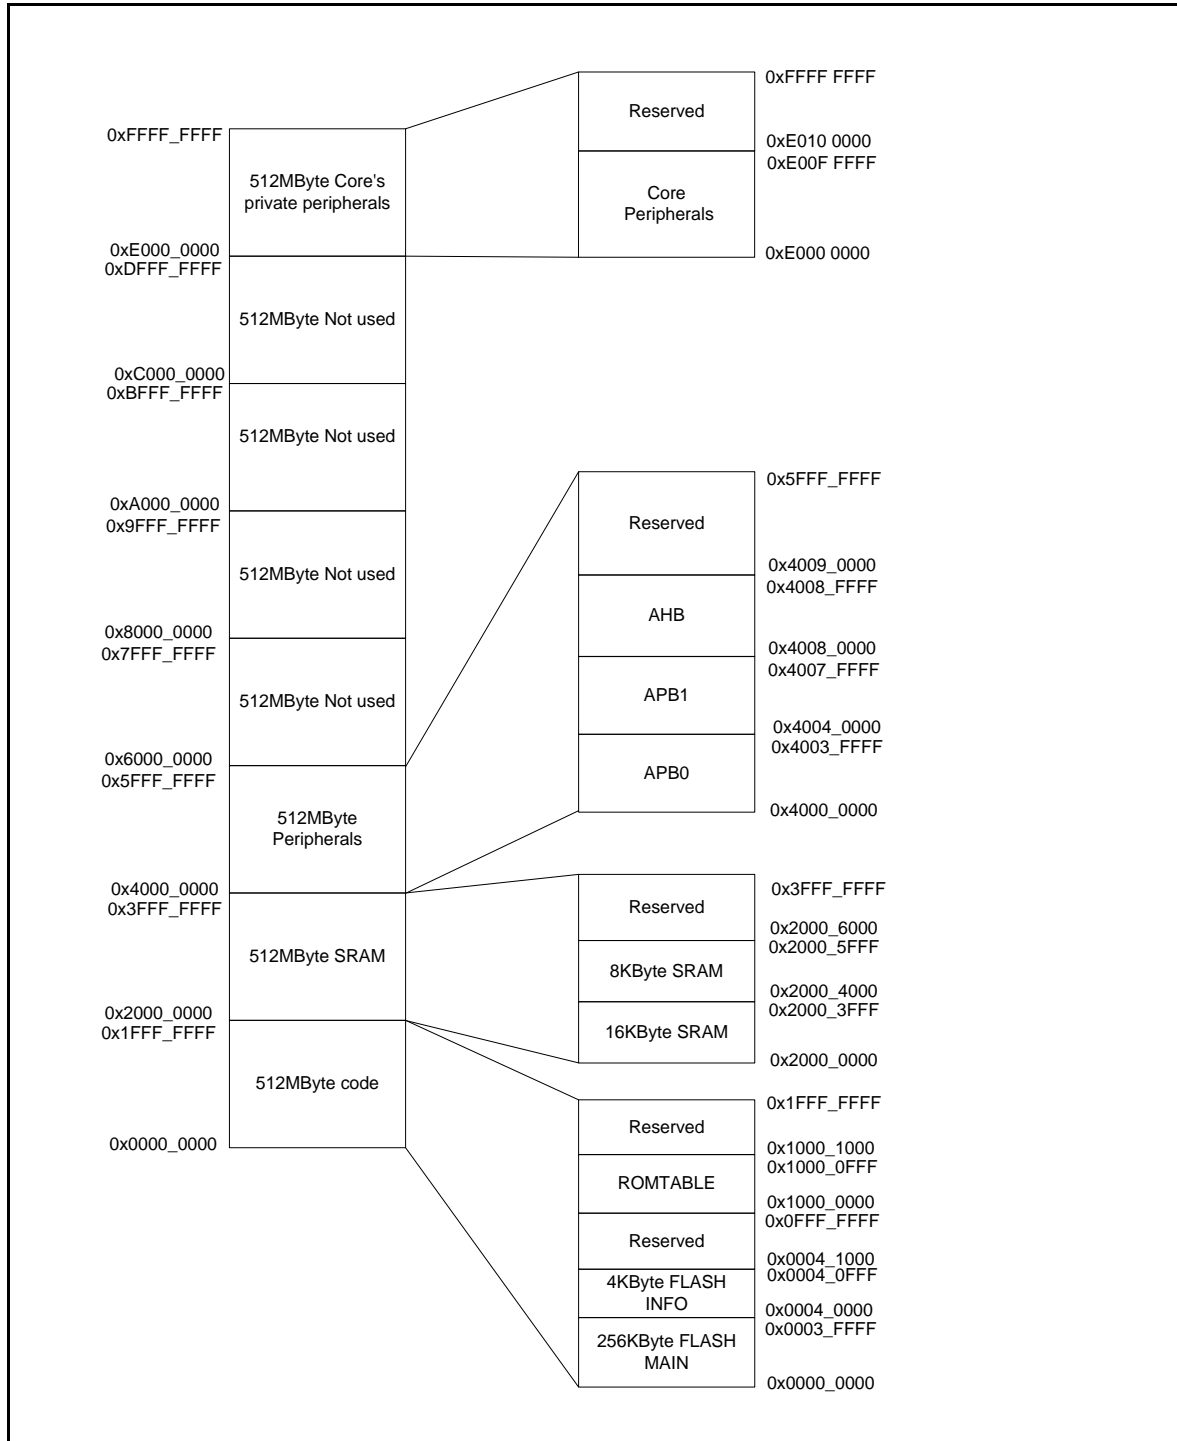 0xFFFF_FFFF
512MByte Core's
private peripherals
0xE000_0000
0xDFFF_FFFF
512MByte Not used
0xC000_0000
0xBFFF_FFFF
512MByte Not used
0xA000_0000
0x9FFF_FFFF
512MByte Not used
0x8000_0000
0x7FFF_FFFF
512MByte Not used
0x6000_0000
0x5FFF_FFFF
512MByte
Peripherals
0x4000_0000
0x3FFF_FFFF
512MByte SRAM
0x2000_0000
0x1FFF_FFFF
512MByte code
0x0000_0000
0xFFFF FFFF
Reserved
0xE010 0000
0xE00F FFFF
Core
Peripherals
0xE000 0000
0x5FFF_FFFF
Reserved
0x4009_0000
0x4008_FFFF
AHB
0x4008_0000
0x4007_FFFF
APB1
0x4004_0000
0x4003_FFFF
APB0
0x4000_0000
0x3FFF_FFFF
Reserved
0x2000_6000
0x2000_5FFF
8KByte SRAM
0x2000_4000
0x2000_3FFF
16KByte SRAM
0x2000_0000
0x1FFF_FFFF
Reserved
0x1000_1000
0x1000_0FFF
ROMTABLE
0x1000_0000
0x0FFF_FFFF
Reserved
0x0004_1000
0x0004_0FFF
4KByte FLASH
INFO
0x0004_0000
0x0003_FFFF
256KByte FLASH
MAIN
0x0000_0000